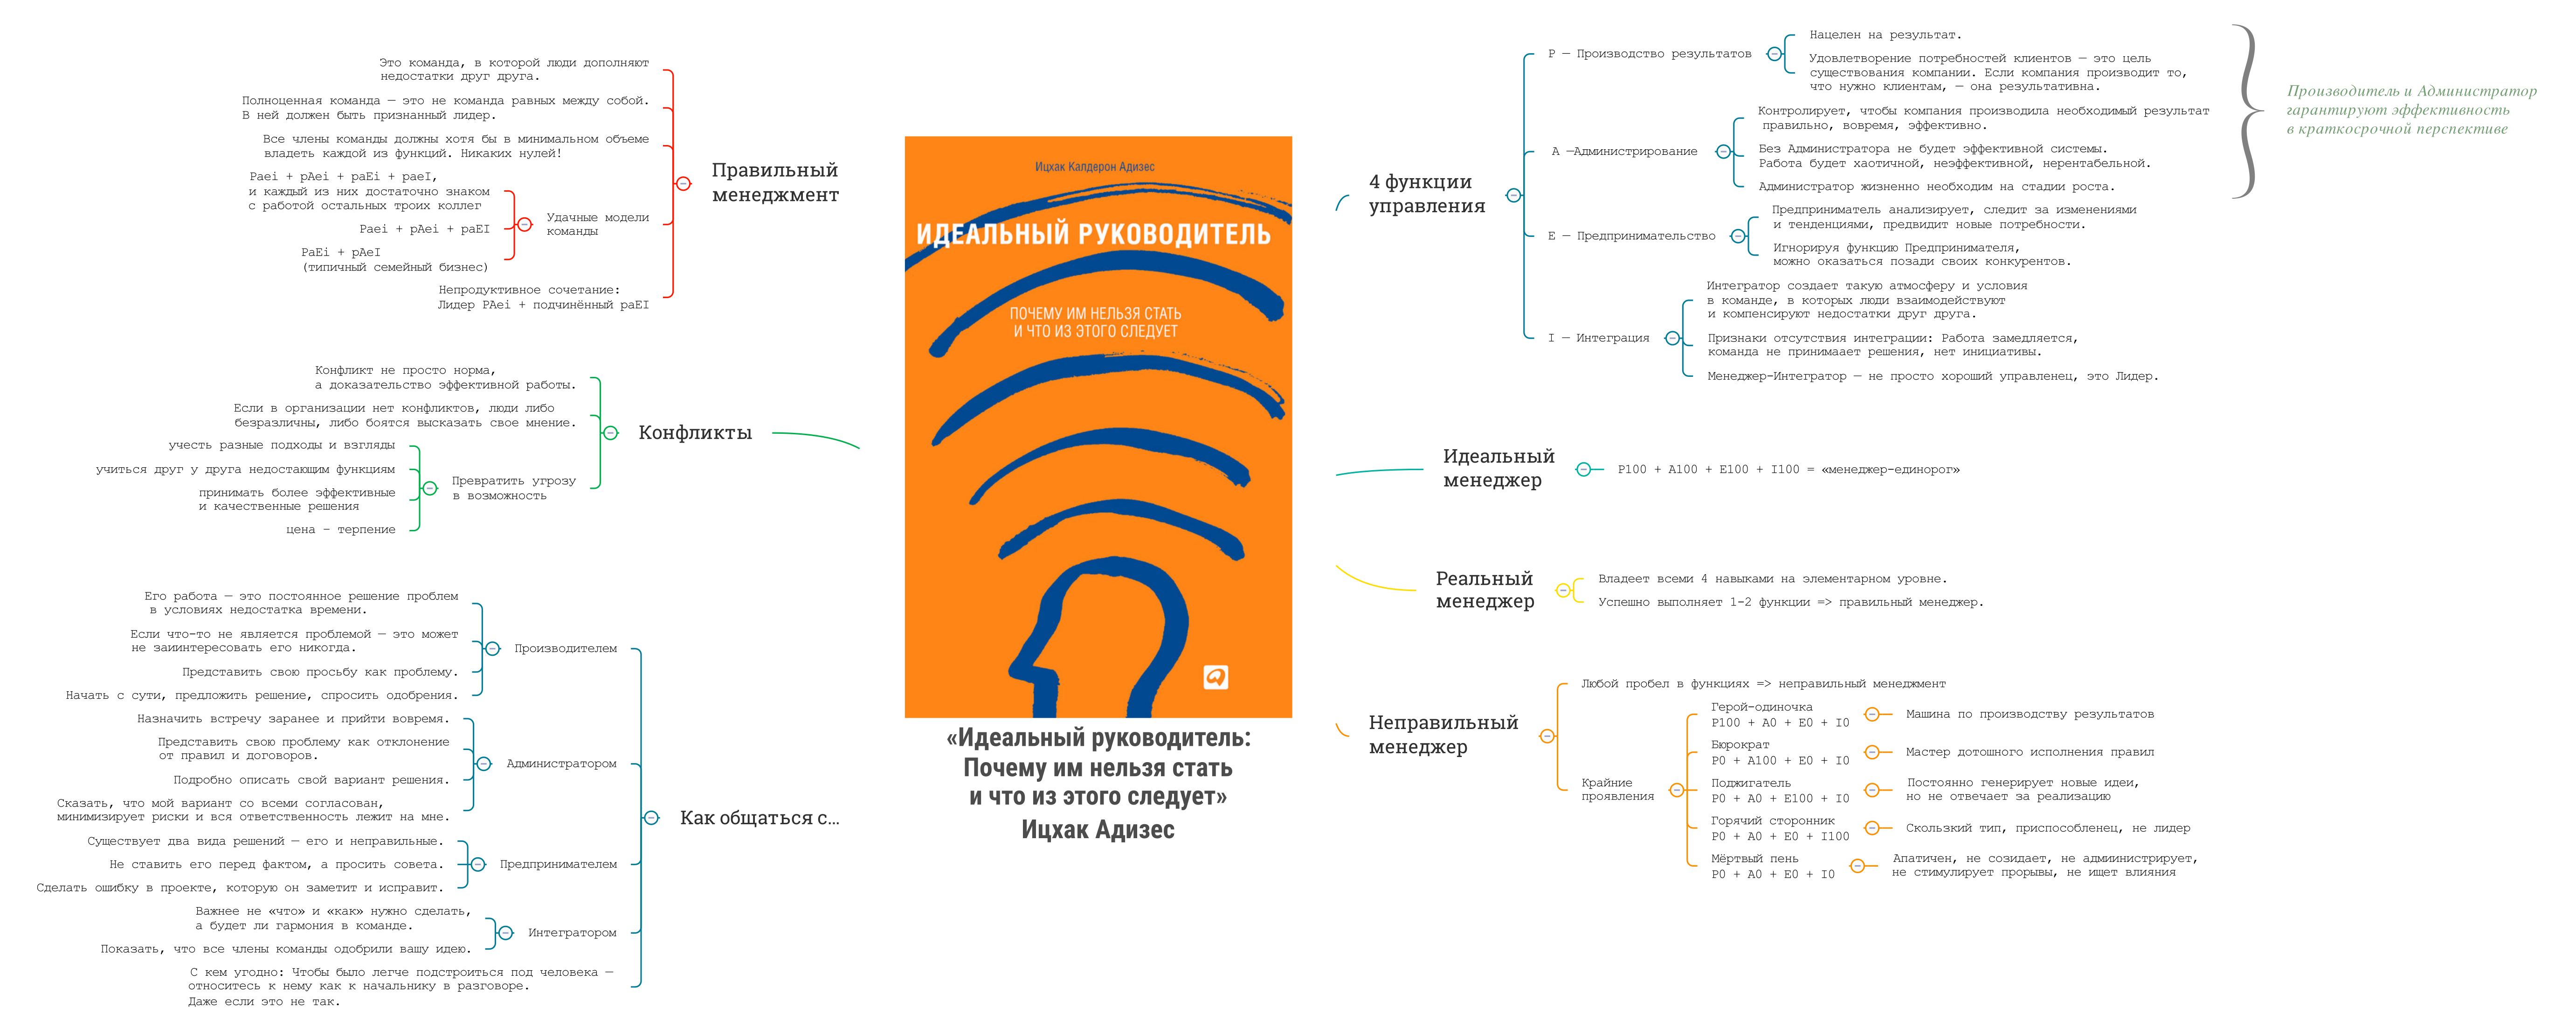 Правильный
менеджмент
Это команда, в которой люди дополняют
недостатки друг друга.
Полноценная команда — это не команда равных между собой.
В ней должен быть признанный лидер.
Все члены команды должны хотя бы в минимальном объеме
владеть каждой из функций. Никаких нулей!
Удачные модели
команды
Paei + pAei + paEi + paeI,
и каждый из них достаточно знаком
с работой остальных троих коллег
Paei + pAei + paEI
PaEi + pAeI
(типичный семейный бизнес)
Непродуктивное сочетание:
Лидер PAei + подчинённый paEI
Конфликты
Конфликт не просто норма,
а доказательство эффективной работы.
Если в организации нет конфликтов, люди либо
безразличны, либо боятся высказать свое мнение.
Превратить угрозу
в возможность
учесть разные подходы и взгляды
учиться друг у друга недостающим функциям
принимать более эффективные
и качественные решения
цена – терпение
Как общаться с…
Производителем
Его работа — это постоянное решение проблем
в условиях недостатка времени.
Если что-то не является проблемой — это может
не заинтересовать его никогда.
Представить свою просьбу как проблему.
Начать с сути, предложить решение, спросить одобрения.
Администратором
Назначить встречу заранее и прийти вовремя.
Представить свою проблему как отклонение
от правил и договоров.
Подробно описать свой вариант решения.
Сказать, что мой вариант со всеми согласован,
минимизирует риски и вся ответственность лежит на мне.
Предпринимателем
Существует два вида решений — его и неправильные.
Не ставить его перед фактом, а просить совета.
Сделать ошибку в проекте, которую он заметит и исправит.
Интегратором
Важнее не «что» и «как» нужно сделать,
а будет ли гармония в команде.
Показать, что все члены команды одобрили вашу идею.
С кем угодно: Чтобы было легче подстроиться под человека —
относитесь к нему как к начальнику в разговоре.
Даже если это не так.
Ицхак Калдерон Адизес
ИДЕАЛЬНЫЙ РУКОВОДИТЕЛЬ
ПОЧЕМУ ИМ НЕЛЬЗЯ СТАТЬ
И ЧТО ИЗ ЭТОГО СЛЕДУЕТ
«Идеальный руководитель:
Почему им нельзя стать
и что из этого следует»
Ицхак Адизес
4 функции
управления
P — Производство результатов
Нацелен на результат.
Удовлетворение потребностей клиентов — это цель
существования компании. Если компания производит то,
что нужно клиентам, — она результативна.
A —Администрирование
Контролирует, чтобы компания производила необходимый результат
правильно, вовремя, эффективно.
Без Администратора не будет эффективной системы.
Работа будет хаотичной, неэффективной, нерентабельной.
Администратор жизненно необходим на стадии роста.
Производитель и Администратор
гарантируют эффективность
в краткосрочной перспективе
E — Предпринимательство
Предприниматель анализирует, следит за изменениями
и тенденциями, предвидит новые потребности.
Игнорируя функцию Предпринимателя,
можно оказаться позади своих конкурентов.
I — Интеграция
Интегратор создает такую атмосферу и условия
в команде, в которых люди взаимодействуют
и компенсируют недостатки друг друга.
Признаки отсутствия интеграции: Работа замедляется,
команда не принимаает решения, нет инициативы.
Менеджер-Интегратор — не просто хороший управленец, это Лидер.
Идеальный
менеджер
P100 + A100 + E100 + I100 = «менеджер-единорог»
Реальный
менеджер
Владеет всеми 4 навыками на элементарном уровне.
Успешно выполняет 1-2 функции => правильный менеджер.
Неправильный
менеджер
Любой пробел в функциях => неправильный менеджмент
Крайние
проявления
Герой-одиночка
P100 + A0 + E0 + I0
Машина по производству результатов
Бюрократ
P0 + A100 + E0 + I0
Мастер дотошного исполнения правил
Поджигатель
P0 + A0 + E100 + I0
Постоянно генерирует новые идеи,
но не отвечает за реализацию
Горячий сторонник
P0 + A0 + E0 + I100
Скользкий тип, приспособленец, не лидер
Мёртвый пень
P0 + A0 + E0 + I0
Апатичен, не созидает, не админинстрирует,
не стимулирует прорывы, не ищет влияния